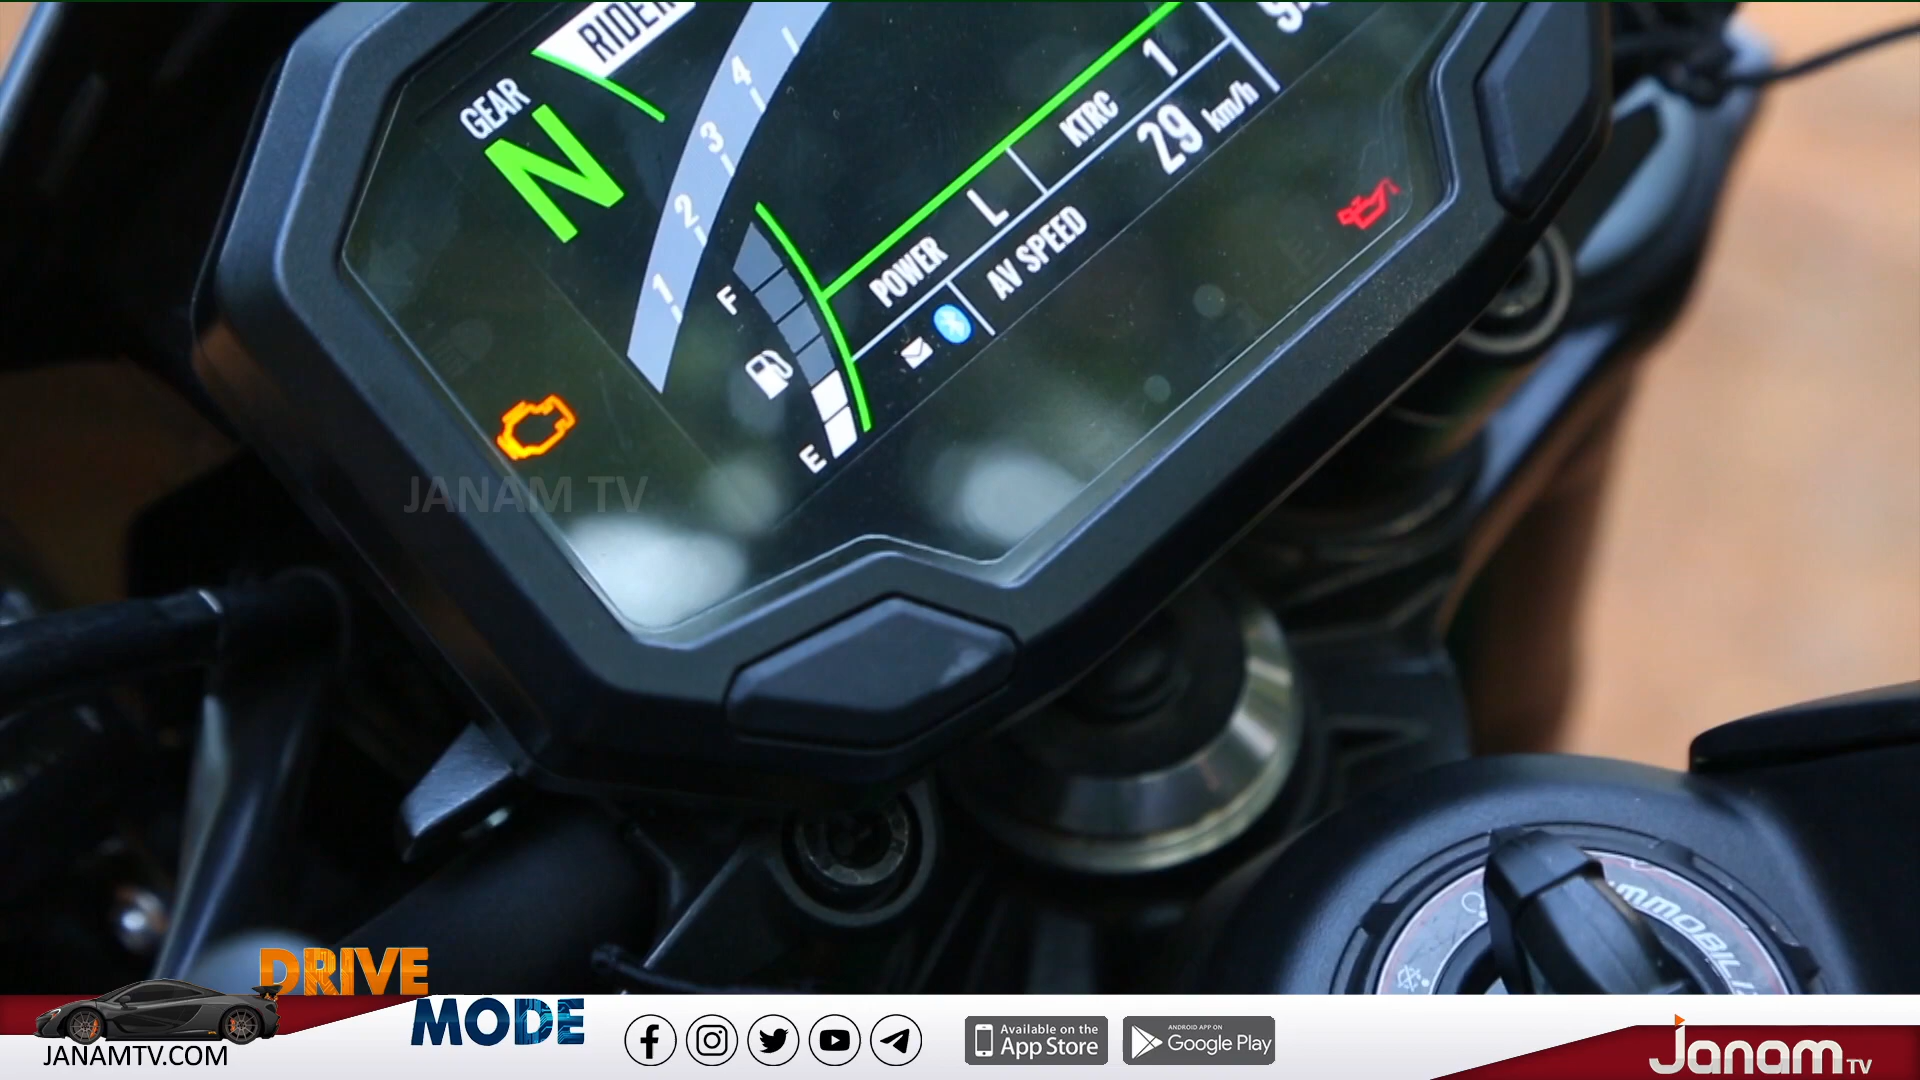 RIDER
GEAR
N
4
3
2
1
F
E
1
KTRC
29 km/h
L
POWER
AV SPEED
JANAM TV
DRIVE
MODE
JANAMTV.COM
Available on the
App Store
ANDROID APP ON
Google Play
Janam TV